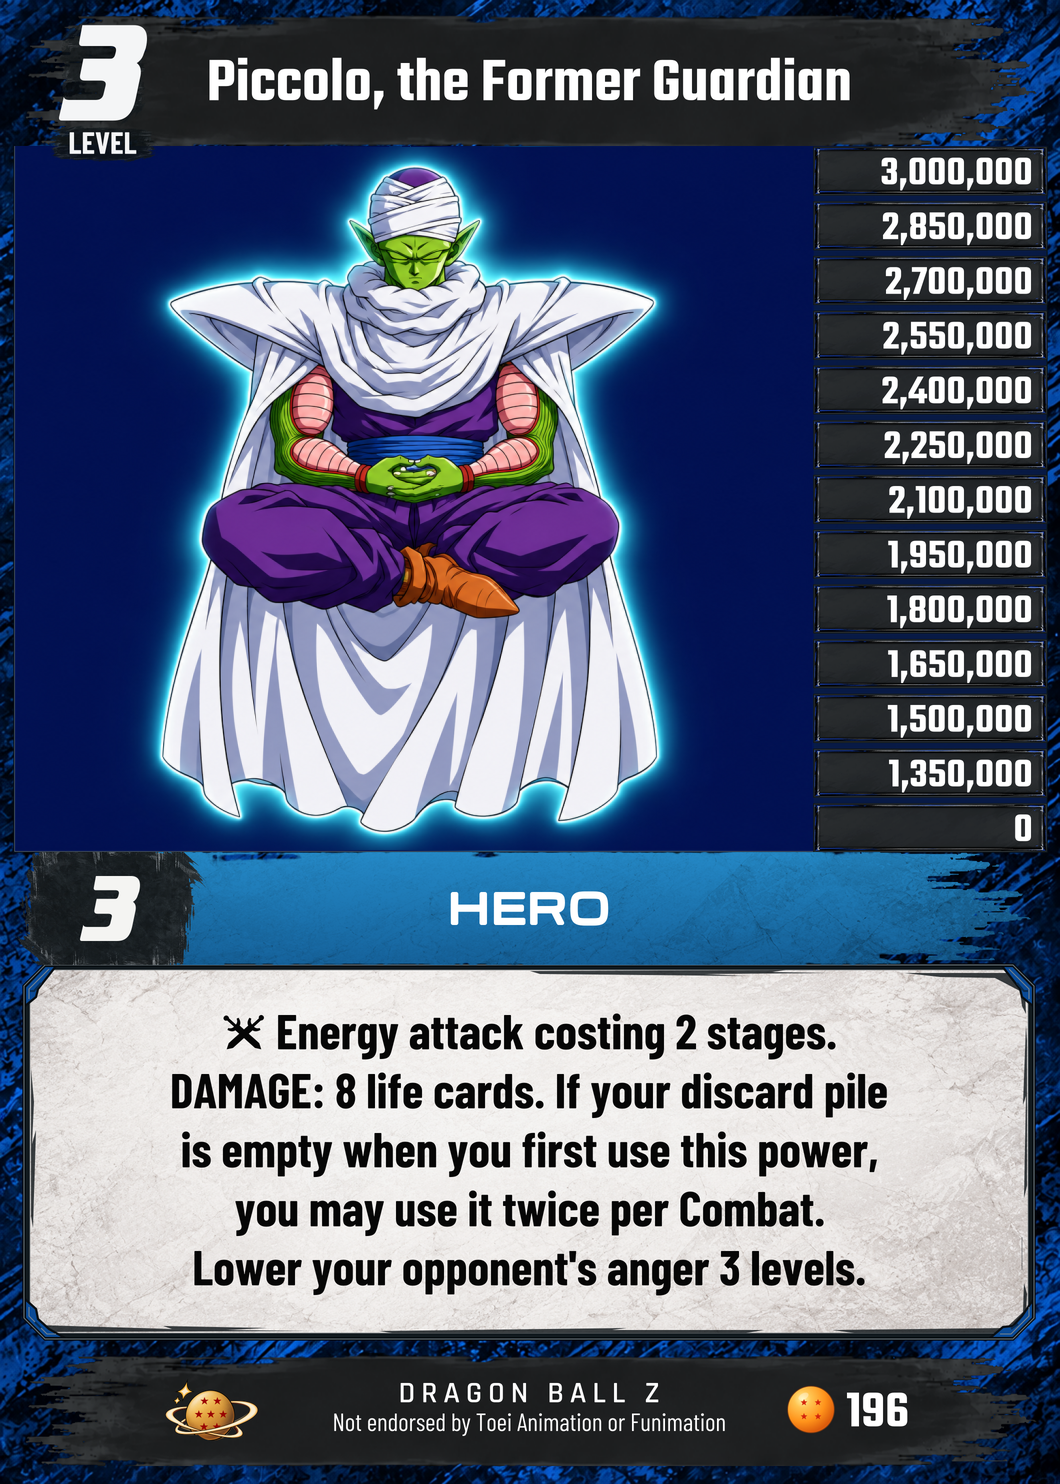 3
LEVEL
Piccolo, the Former Guardian
3,000,000
2,850,000
2,700,000
2,550,000
2,400,000
2,250,000
2,100,000
1,950,000
1,800,000
1,650,000
1,500,000
1,350,000
0
3
HERO
Energy attack costing 2 stages.
DAMAGE: 8 life cards. If your discard pile
is empty when you first use this power,
you may use it twice per Combat.
Lower your opponent's anger 3 levels.
DRAGON BALL Z
Not endorsed by Toei Animation or Funimation
196